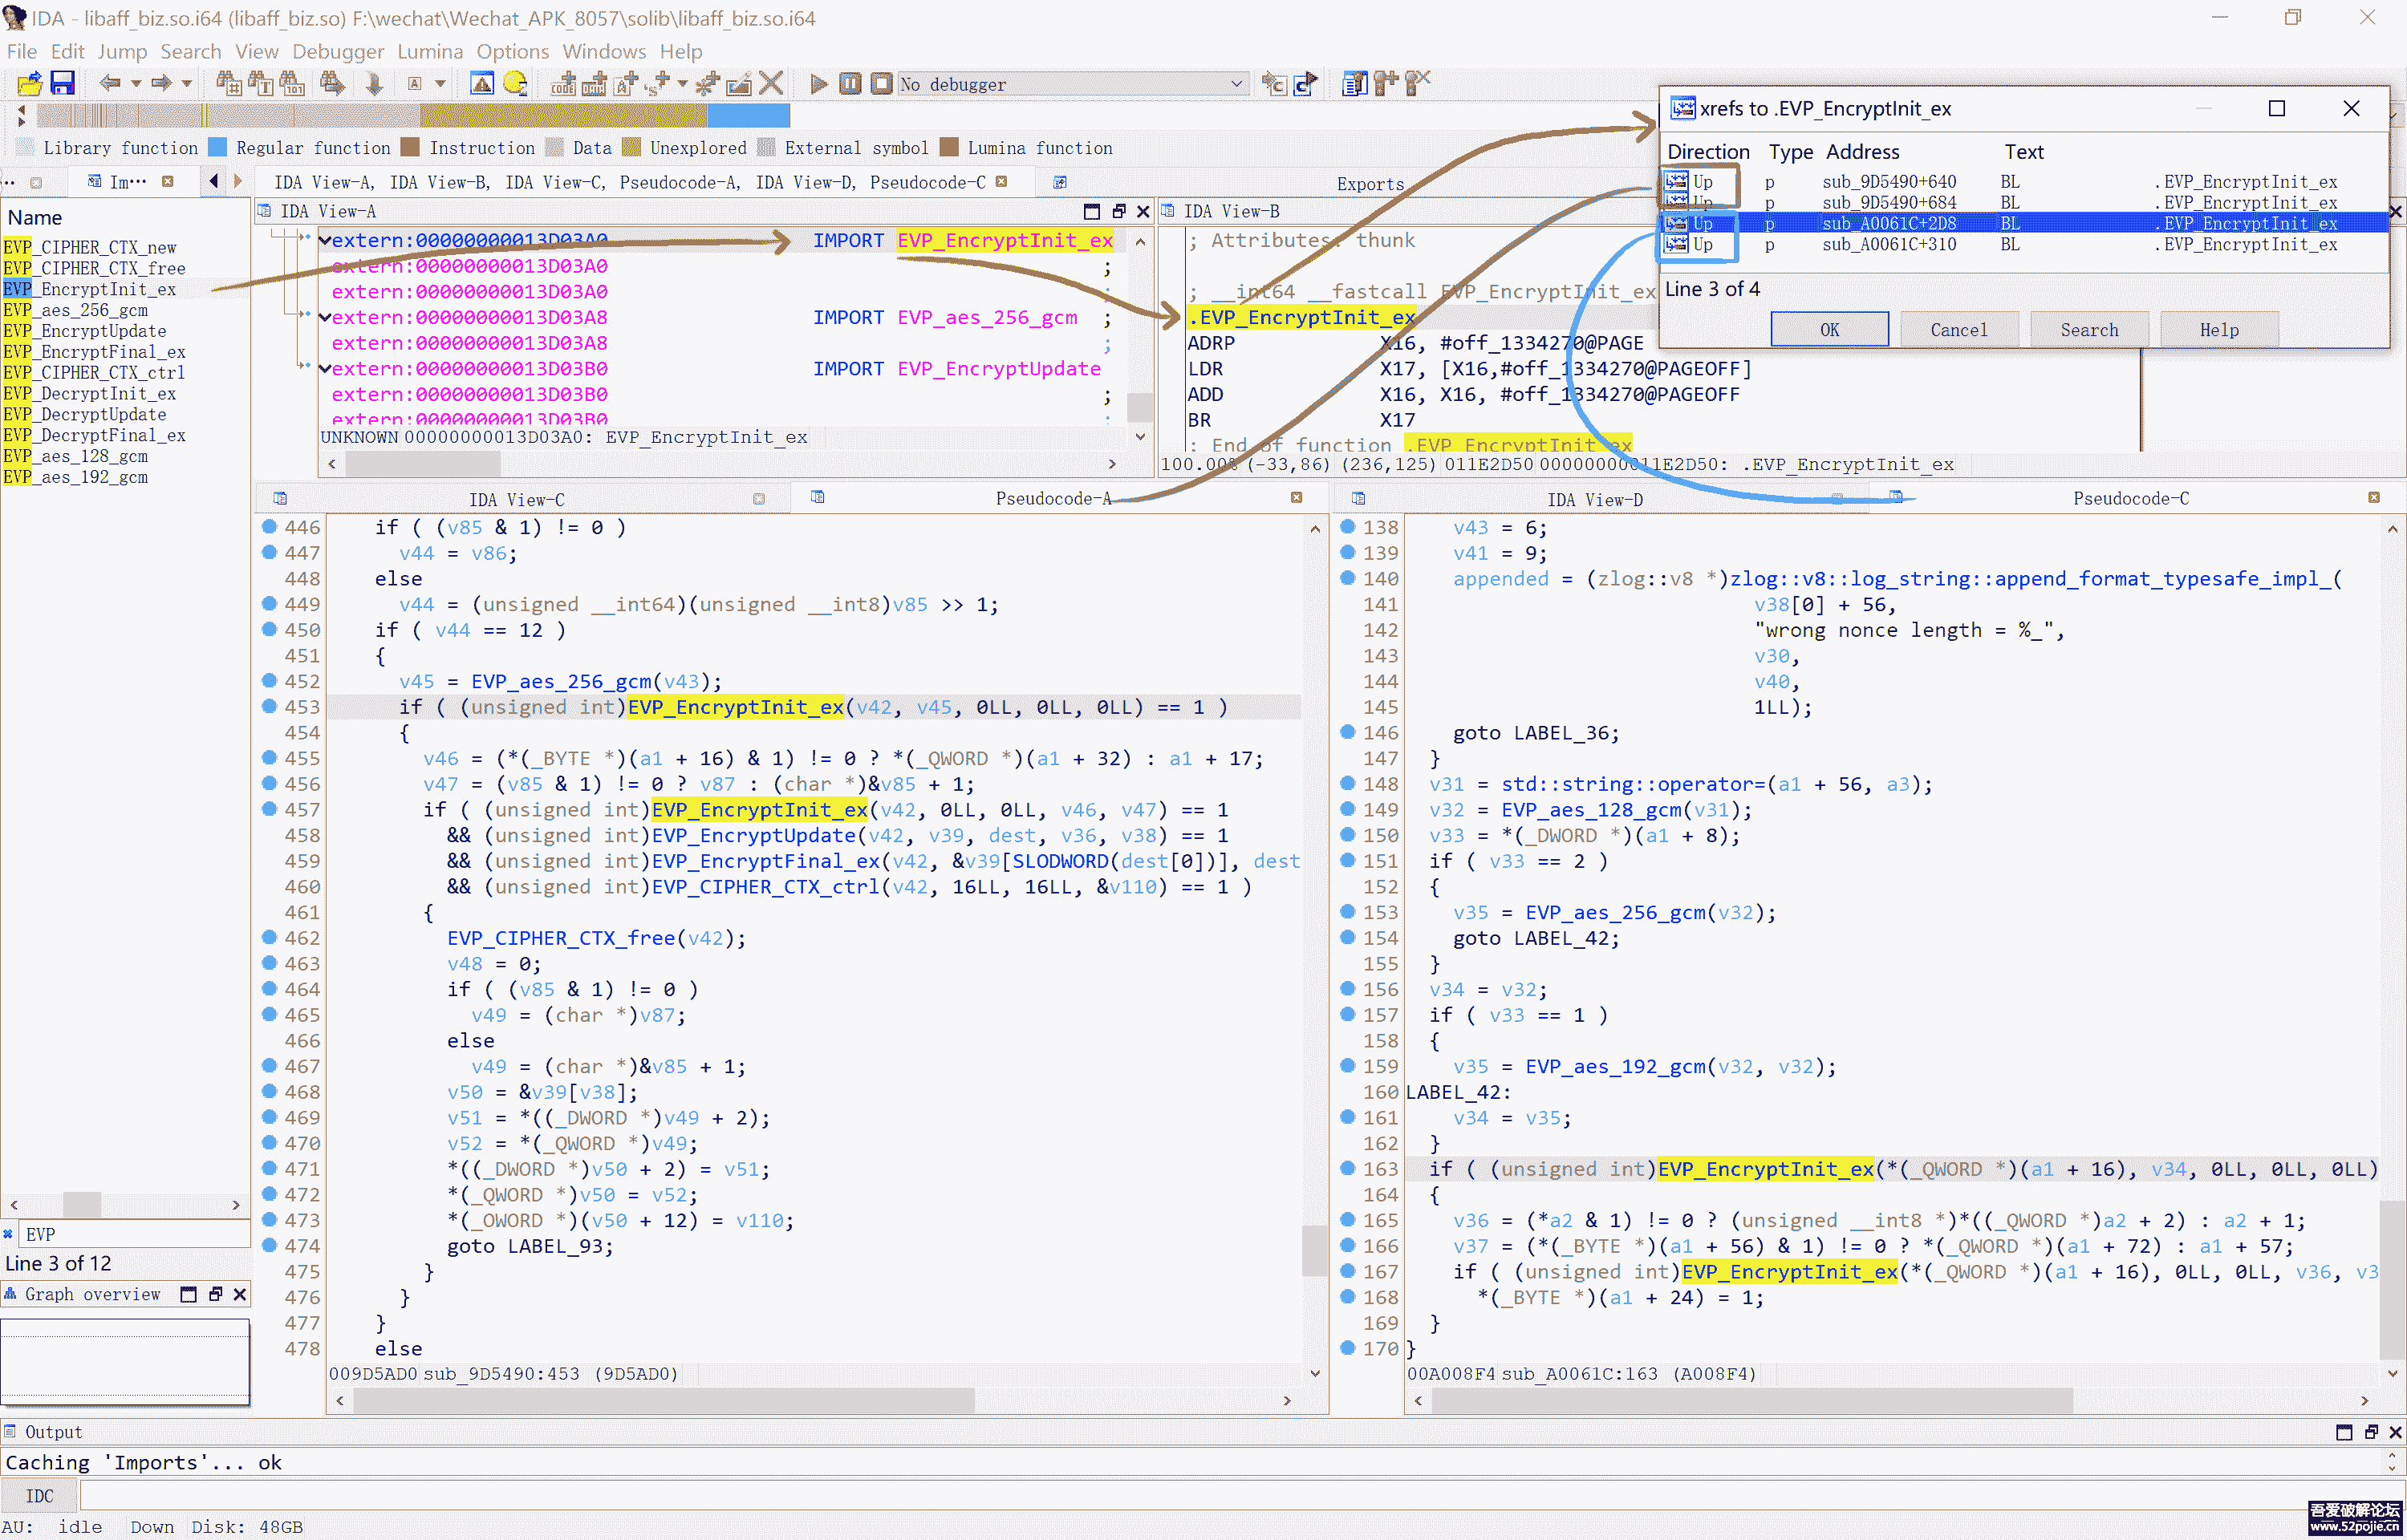 IDA - libaff_biz.so.i64 (libaff_biz.so) F:\wechat\Wechat_APK_8057\solib\libaff_biz.so.i64
File Edit Jump Search View Debugger Lumina Options Windows Help
No debugger
Library function Regular function Instruction Data Unexplored External symbol Lumina function
Im··· IDA View-A, IDA View-B, IDA View-C, Pseudocode-A, IDA View-D, Pseudocode-C Exports
Name
EVP_CIPHER_CTX_new
EVP_CIPHER_CTX_free
EVP_EncryptInit_ex
EVP_aes_256_gcm
EVP_EncryptUpdate
EVP_EncryptFinal_ex
EVP_CIPHER_CTX_ctrl
EVP_DecryptInit_ex
EVP_DecryptUpdate
EVP_DecryptFinal_ex
EVP_aes_128_gcm
EVP_aes_192_gcm
EVP
Line 3 of 12
Graph overview
IDA View-A
extern:00000000013D03A0 IMPORT EVP_EncryptInit_ex
extern:00000000013D03A0 ;
extern:00000000013D03A0
extern:00000000013D03A8 IMPORT EVP_aes_256_gcm ;
extern:00000000013D03A8 ;
extern:00000000013D03B0 IMPORT EVP_EncryptUpdate
extern:00000000013D03B0 ;
extern:00000000013D03B0 ;
UNKNOWN 00000000013D03A0: EVP_EncryptInit_ex
IDA View-B
; Attributes: thunk
; __int64 __fastcall EVP_EncryptInit_ex
.EVP_EncryptInit_ex
ADRP X16, #off_1334270@PAGE
LDR X17, [X16,#off_1334270@PAGEOFF]
ADD X16, X16, #off_1334270@PAGEOFF
BR X17
; End of function .EVP_EncryptInit_ex
100.00% (-33,86) (236,125) 011E2D50 00000000011E2D50: .EVP_EncryptInit_ex
xrefs to .EVP_EncryptInit_ex
Direction Type Address Text
Up p sub_9D5490+640 BL .EVP_EncryptInit_ex
Up p sub_9D5490+684 BL .EVP_EncryptInit_ex
Up p sub_A0061C+2D8 BL .EVP_EncryptInit_ex
Up p sub_A0061C+310 BL .EVP_EncryptInit_ex
Line 3 of 4
OK Cancel Search Help
IDA View-C Pseudocode-A
446 if ( (v85 & 1) != 0 )
447 v44 = v86;
448 else
449 v44 = (unsigned __int64)(unsigned __int8)v85 >> 1;
450 if ( v44 == 12 )
451 {
452 v45 = EVP_aes_256_gcm(v43);
453 if ( (unsigned int)EVP_EncryptInit_ex(v42, v45, 0LL, 0LL, 0LL) == 1 )
454 {
455 v46 = (*(_BYTE *)(a1 + 16) & 1) != 0 ? *(_QWORD *)(a1 + 32) : a1 + 17;
456 v47 = (v85 & 1) != 0 ? v87 : (char *)&v85 + 1;
457 if ( (unsigned int)EVP_EncryptInit_ex(v42, 0LL, 0LL, v46, v47) == 1
458 && (unsigned int)EVP_EncryptUpdate(v42, v39, dest, v36, v38) == 1
459 && (unsigned int)EVP_EncryptFinal_ex(v42, &v39[SLODWORD(dest[0])], dest
460 && (unsigned int)EVP_CIPHER_CTX_ctrl(v42, 16LL, 16LL, &v110) == 1 )
461 {
462 EVP_CIPHER_CTX_free(v42);
463 v48 = 0;
464 if ( (v85 & 1) != 0 )
465 v49 = (char *)v87;
466 else
467 v49 = (char *)&v85 + 1;
468 v50 = &v39[v38];
469 v51 = *((_DWORD *)v49 + 2);
470 v52 = *(_QWORD *)v49;
471 *((_DWORD *)v50 + 2) = v51;
472 *(_QWORD *)v50 = v52;
473 *(_OWORD *)(v50 + 12) = v110;
474 goto LABEL_93;
475 }
476 }
477 }
478 else
009D5AD0 sub_9D5490:453 (9D5AD0)
IDA View-D Pseudocode-C
138 v43 = 6;
139 v41 = 9;
140 appended = (zlog::v8 *)zlog::v8::log_string::append_format_typesafe_impl_(
141 v38[0] + 56,
142 "wrong nonce length = %_",
143 v30,
144 v40,
145 1LL);
146 goto LABEL_36;
147 }
148 v31 = std::string::operator=(a1 + 56, a3);
149 v32 = EVP_aes_128_gcm(v31);
150 v33 = *(_DWORD *)(a1 + 8);
151 if ( v33 == 2 )
152 {
153 v35 = EVP_aes_256_gcm(v32);
154 goto LABEL_42;
155 }
156 v34 = v32;
157 if ( v33 == 1 )
158 {
159 v35 = EVP_aes_192_gcm(v32, v32);
160 LABEL_42:
161 v34 = v35;
162 }
163 if ( (unsigned int)EVP_EncryptInit_ex(*(_QWORD *)(a1 + 16), v34, 0LL, 0LL, 0LL)
164 {
165 v36 = (*a2 & 1) != 0 ? (unsigned __int8 *)*((_QWORD *)a2 + 2) : a2 + 1;
166 v37 = (*(_BYTE *)(a1 + 56) & 1) != 0 ? *(_QWORD *)(a1 + 72) : a1 + 57;
167 if ( (unsigned int)EVP_EncryptInit_ex(*(_QWORD *)(a1 + 16), 0LL, 0LL, v36, v3
168 *(_BYTE *)(a1 + 24) = 1;
169 }
170 }
00A008F4 sub_A0061C:163 (A008F4)
Output
Caching 'Imports'... ok
IDC
AU: idle Down Disk: 48GB
吾爱破解论坛
www.52pojie.cn